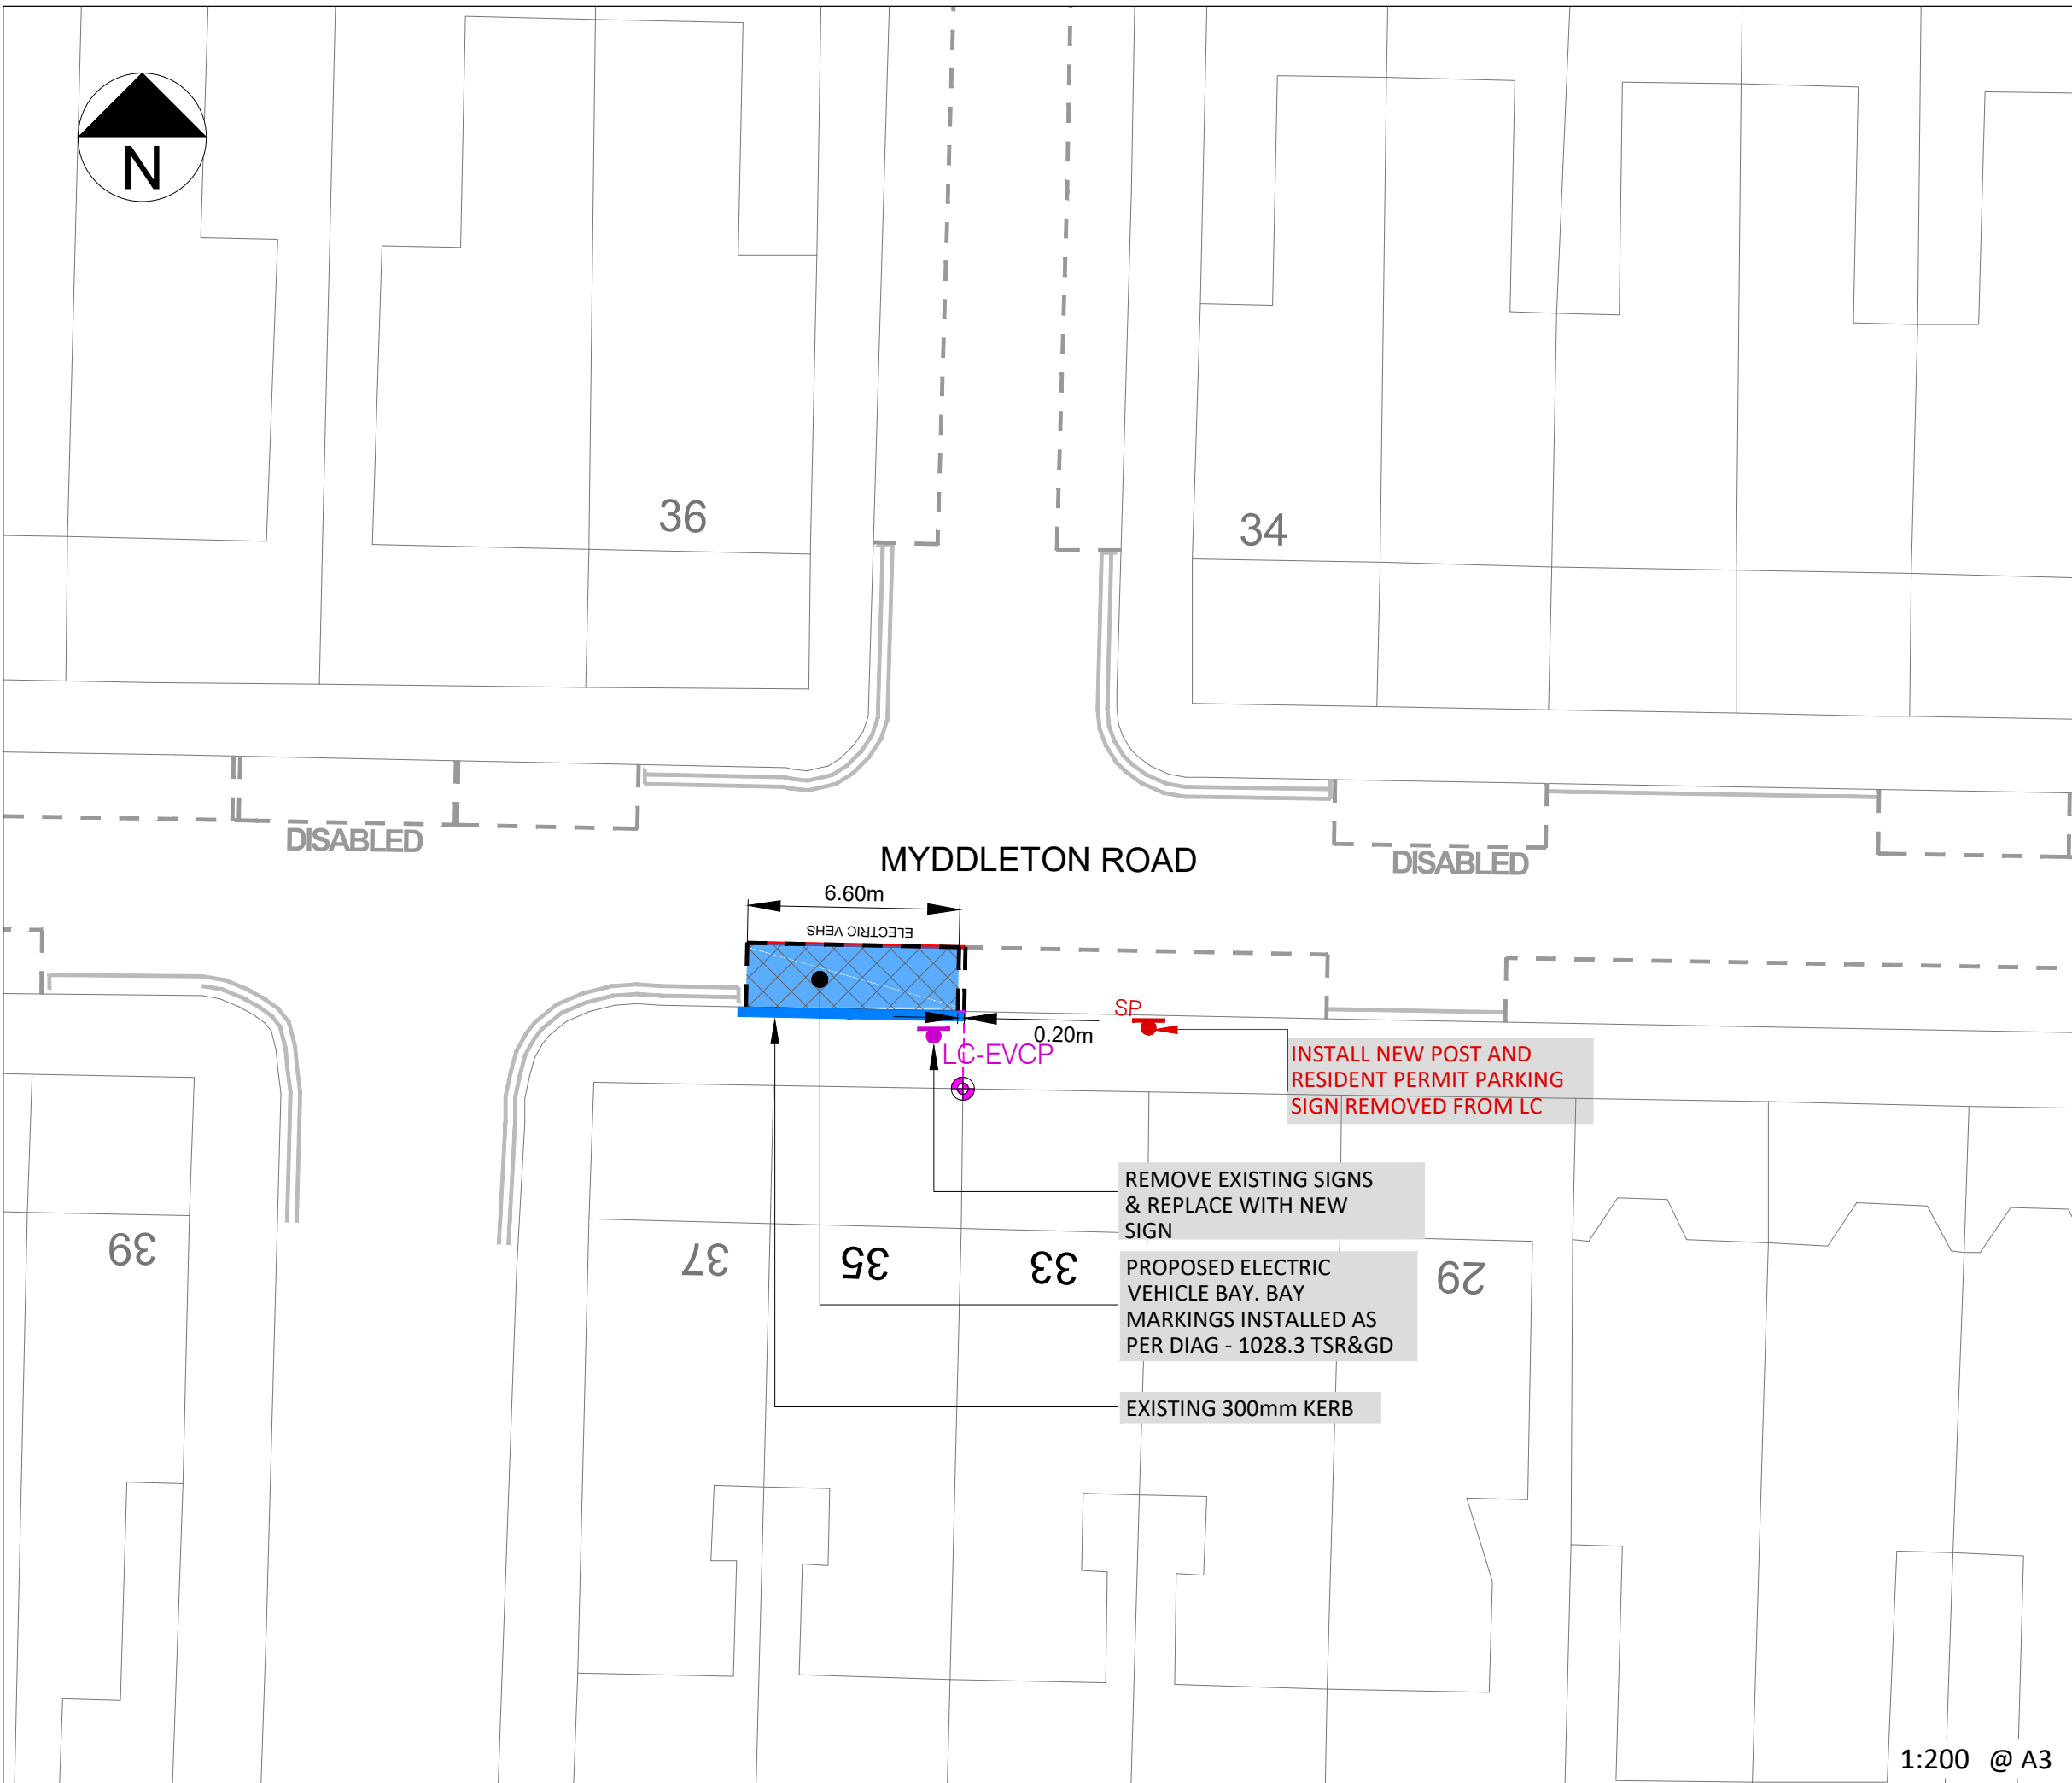 N
36
34
DISABLED
DISABLED
MYDDLETON ROAD
6.60m
ELECTRIC VEHS
SP
0.20m
LC-EVCP
INSTALL NEW POST AND
RESIDENT PERMIT PARKING
SIGN REMOVED FROM LC
REMOVE EXISTING SIGNS
& REPLACE WITH NEW
SIGN
39
37
35
33
29
PROPOSED ELECTRIC
VEHICLE BAY. BAY
MARKINGS INSTALLED AS
PER DIAG - 1028.3 TSR&GD
EXISTING 300mm KERB
1:200 @ A3